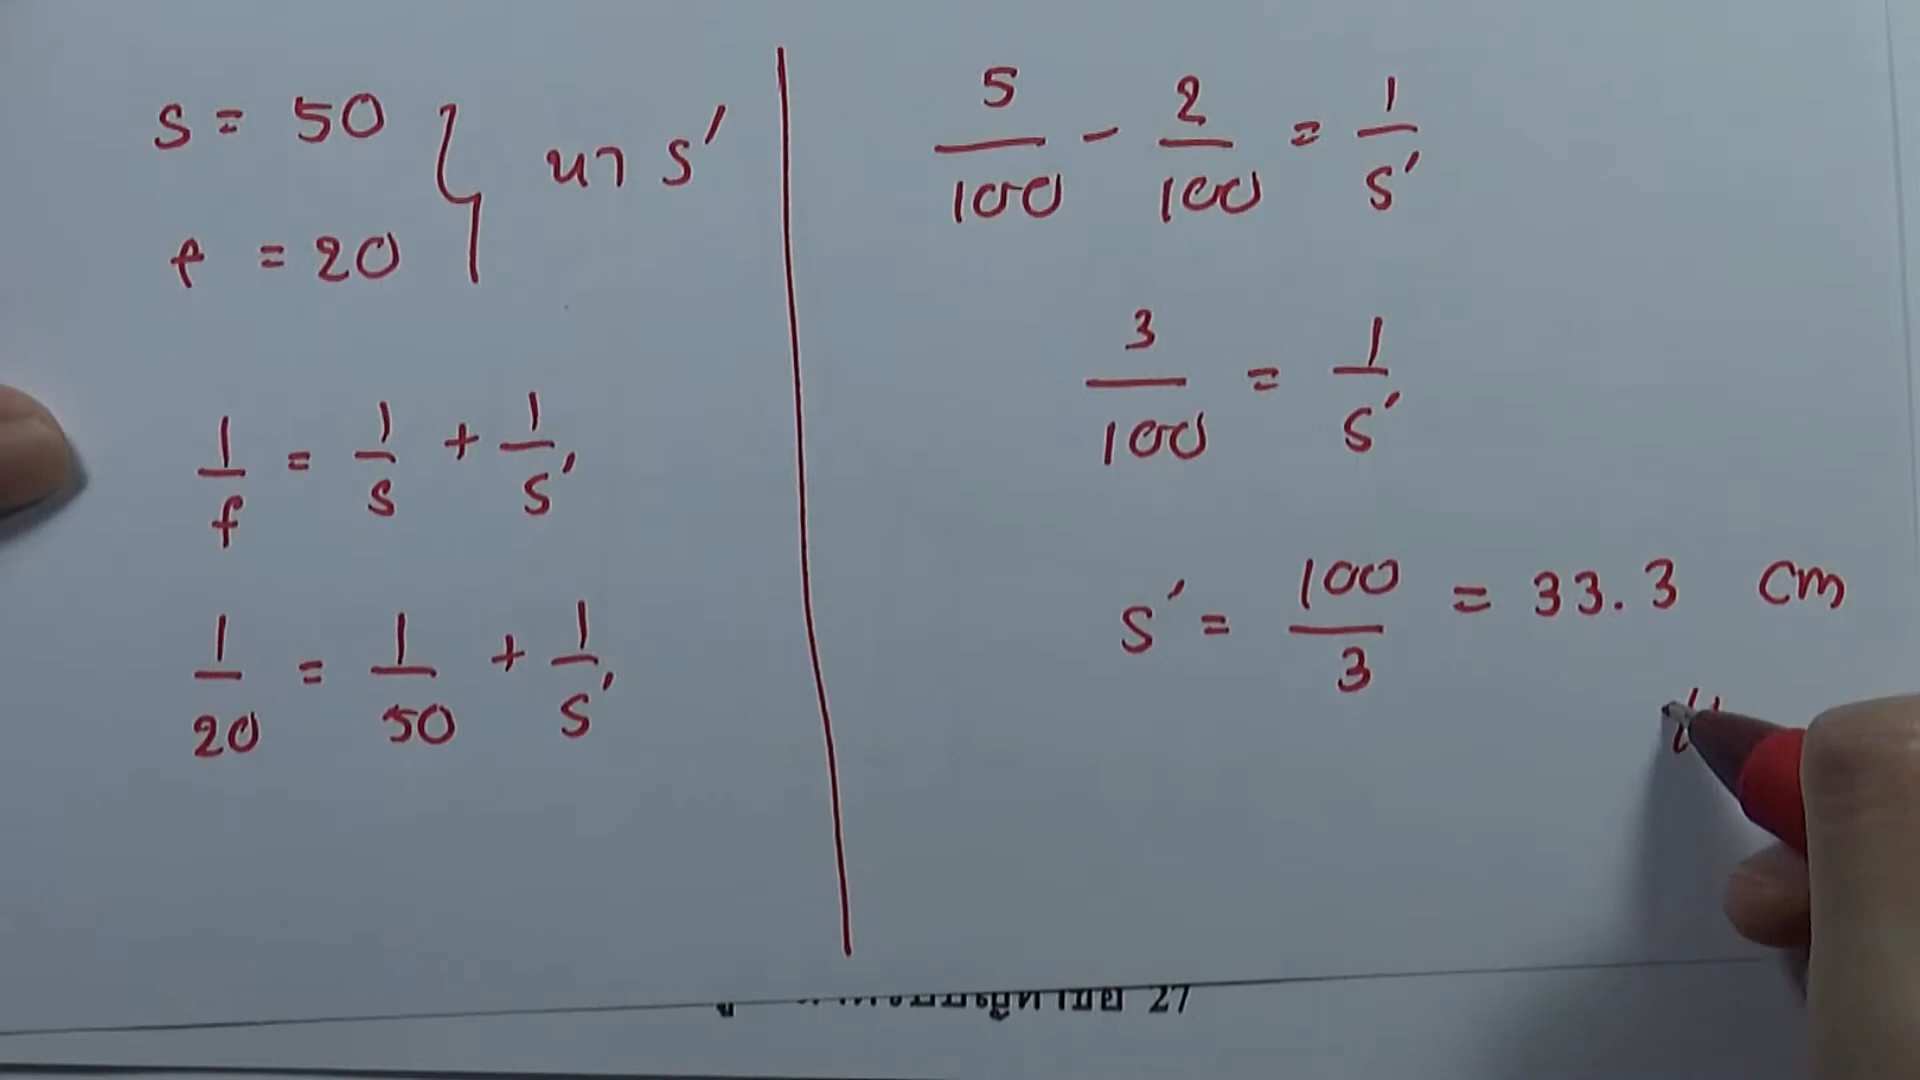 s = 50
f = 20
หา s'
1/f = 1/s + 1/s'
1/20 = 1/50 + 1/s'
5/100 - 2/100 = 1/s'
3/100 = 1/s'
s' = 100/3 = 33.3 cm
27